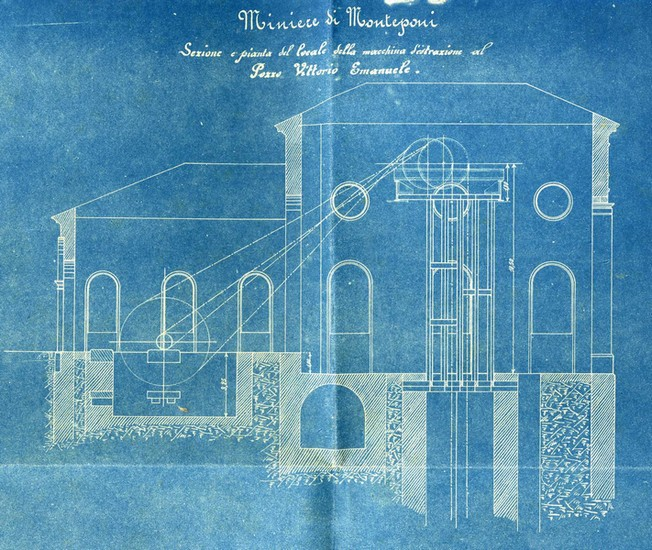 Miniere di Monteponi
Sezione e pianta del locale della macchina d'estrazione al
Pozzo Vittorio Emanuele.